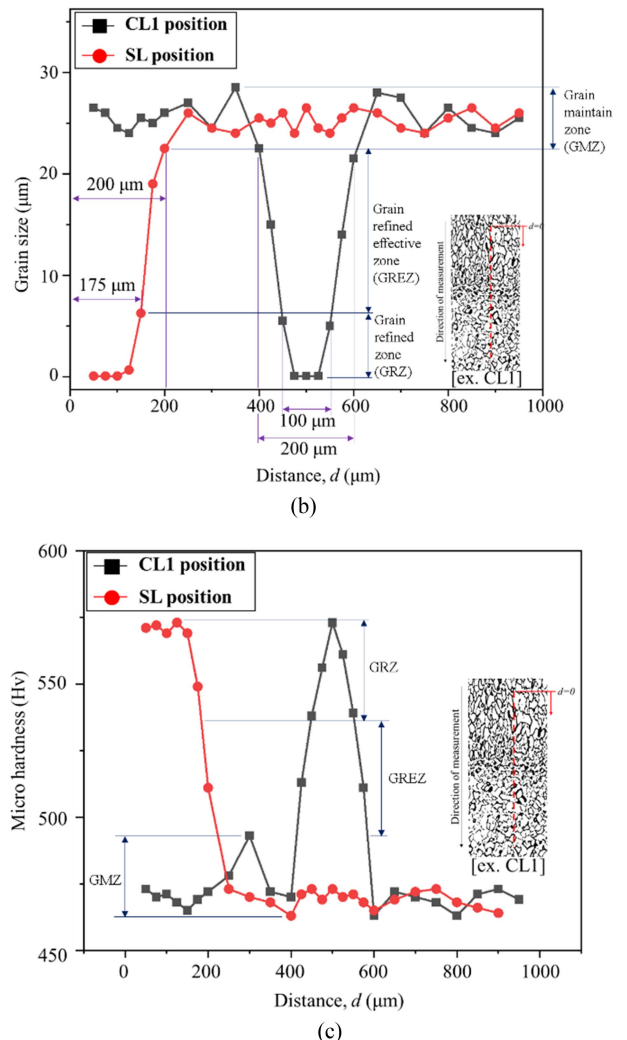 CL1 position
SL position
30
20
10
0
Grain size (μm)
200 μm
175 μm
Grain
maintain
zone
(GMZ)
Grain
refined
effective
zone
(GREZ)
Grain
refined
zone
(GRZ)
Direction of measurement
d=0
[ex. CL1]
0
200
400
600
800
1000
100 μm
200 μm
Distance, d (μm)
(b)
600
550
500
450
Micro hardness (Hv)
CL1 position
SL position
GRZ
GREZ
GMZ
Direction of measurement
d=0
[ex. CL1]
0
200
400
600
800
1000
Distance, d (μm)
(c)